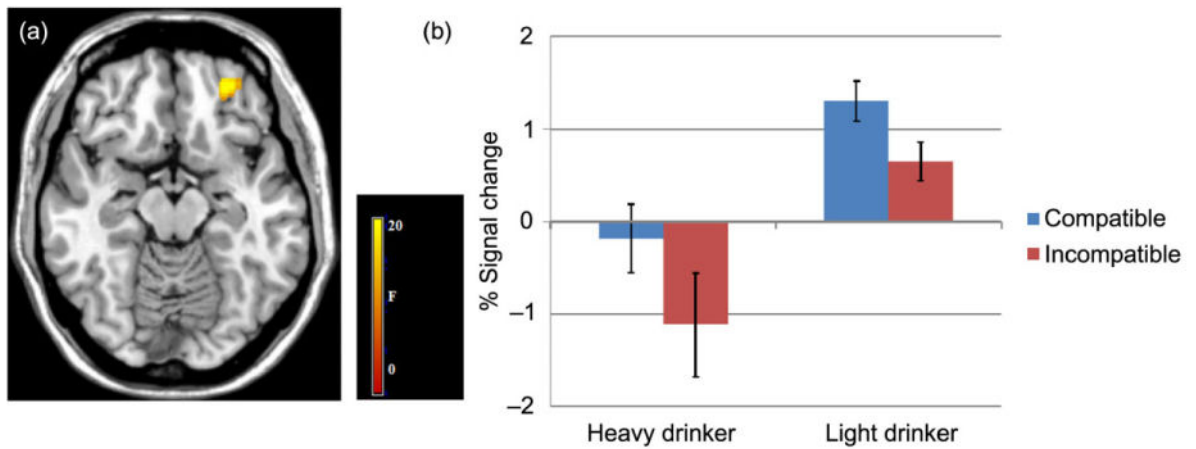 (a)
20
F
0
(b)
% Signal change
2
1
0
–1
–2
Heavy drinker
Light drinker
Compatible
Incompatible